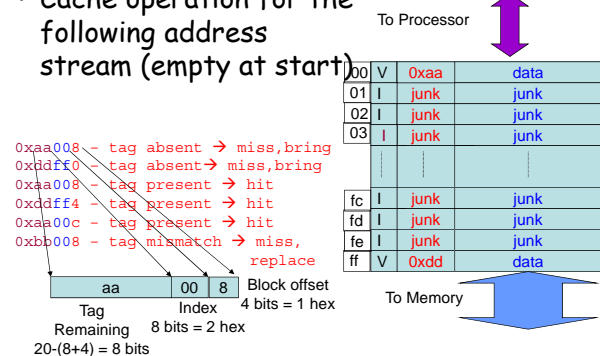 • Cache operation for the
following address
stream (empty at start)
0xaa008 – tag absent → miss,bring
0xddff0 – tag absent→ miss,bring
0xaa008 – tag present → hit
0xddff4 – tag present → hit
0xaa00c – tag present → hit
0xbb008 – tag mismatch → miss,
replace
aa 00 8
Tag
Remaining
20-(8+4) = 8 bits
Index
8 bits = 2 hex
Block offset
4 bits = 1 hex
To Processor
00 V 0xaa data
01 I junk junk
02 I junk junk
03 I junk junk
fc I junk junk
fd I junk junk
fe I junk junk
ff V 0xdd data
To Memory